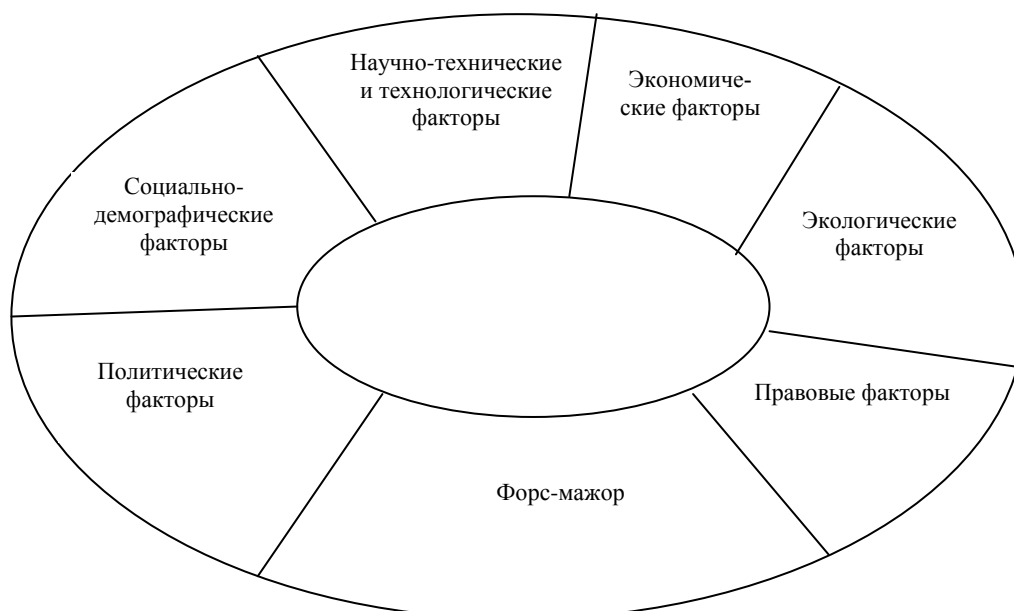 Научно-технические
и технологические
факторы
Экономиче-
ские факторы
Социально-
демографические
факторы
Экологические
факторы
Политические
факторы
Правовые факторы
Форс-мажор